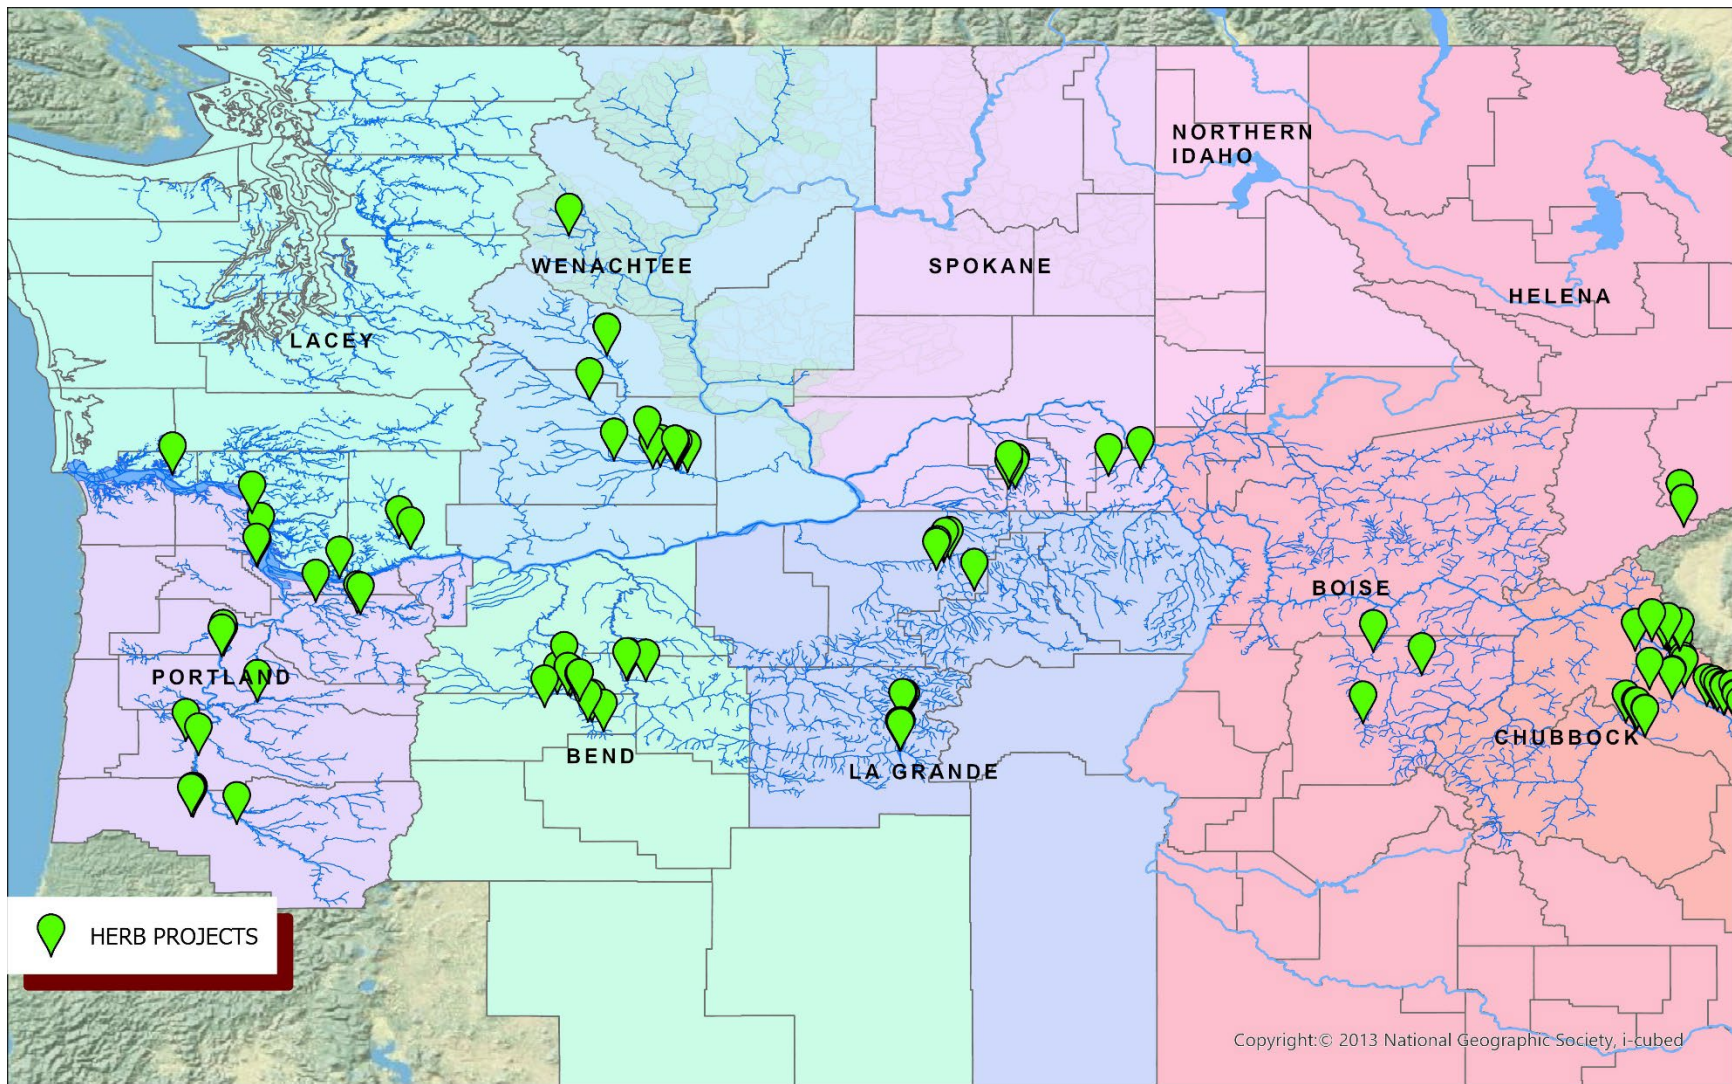 NORTHERN
IDAHO
WENACHTEE
SPOKANE
HELENA
LACEY
BOISE
PORTLAND
BEND
LA GRANDE
CHUBBOCK
HERB PROJECTS
Copyright:© 2013 National Geographic Society, i-cubed